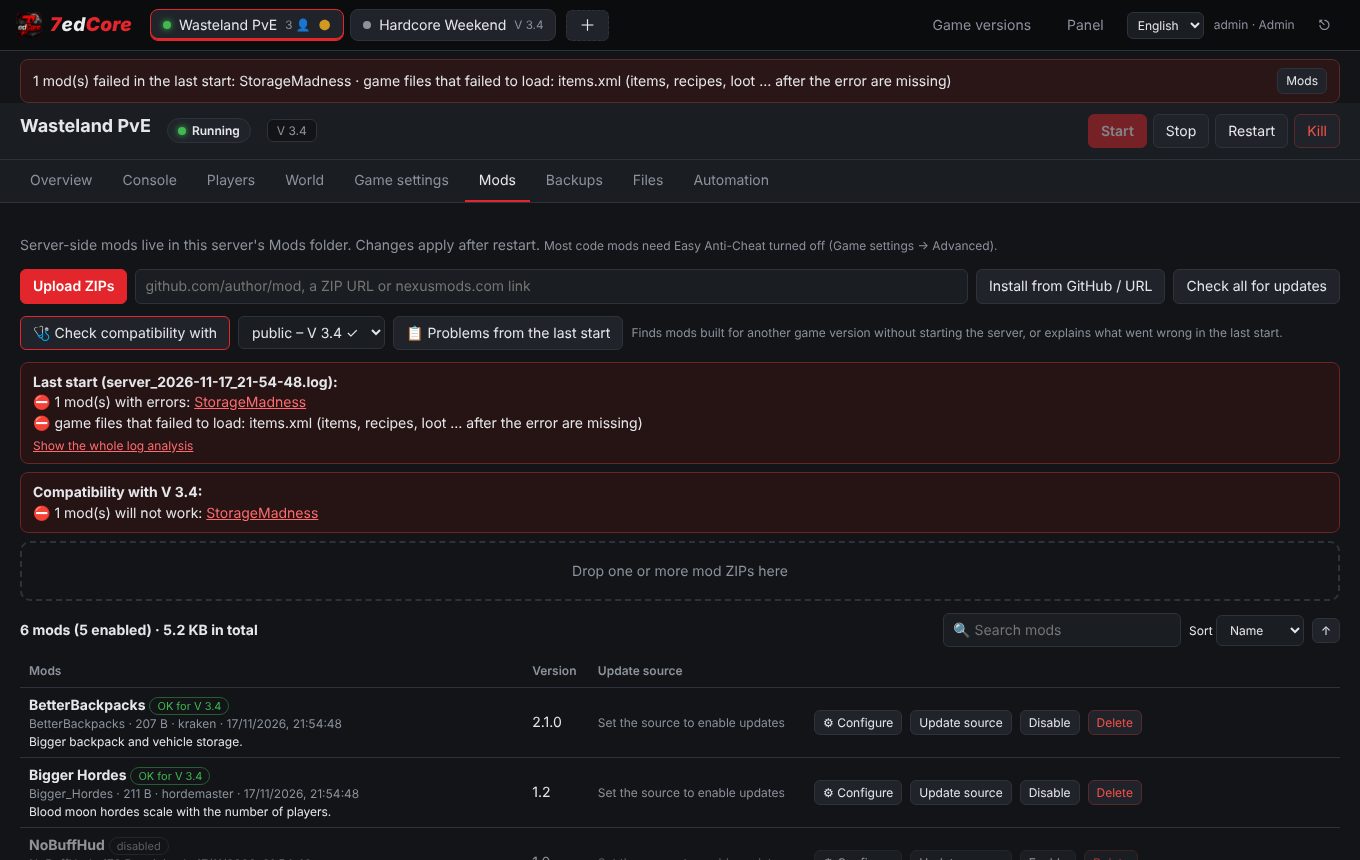 7edCore
Wasteland PvE 3
Hardcore Weekend V 3.4
+
Game versions
Panel
English
admin · Admin
1 mod(s) failed in the last start: StorageMadness · game files that failed to load: items.xml (items, recipes, loot ... after the error are missing)
Mods
Wasteland PvE
Running
V 3.4
Start
Stop
Restart
Kill
Overview
Console
Players
World
Game settings
Mods
Backups
Files
Automation
Server-side mods live in this server's Mods folder. Changes apply after restart. Most code mods need Easy Anti-Cheat turned off (Game settings → Advanced).
Upload ZIPs
github.com/author/mod, a ZIP URL or nexusmods.com link
Install from GitHub / URL
Check all for updates
Check compatibility with
public – V 3.4 ✓
Problems from the last start
Finds mods built for another game version without starting the server, or explains what went wrong in the last start.
Last start (server_2026-11-17_21-54-48.log):
1 mod(s) with errors: StorageMadness
game files that failed to load: items.xml (items, recipes, loot ... after the error are missing)
Show the whole log analysis
Compatibility with V 3.4:
1 mod(s) will not work: StorageMadness
Drop one or more mod ZIPs here
6 mods (5 enabled) · 5.2 KB in total
Search mods
Sort
Name
↑
Mods
Version
Update source
BetterBackpacks OK for V 3.4
BetterBackpacks · 207 B · kraken · 17/11/2026, 21:54:48
Bigger backpack and vehicle storage.
2.1.0
Set the source to enable updates
Configure
Update source
Disable
Delete
Bigger Hordes OK for V 3.4
Bigger_Hordes · 211 B · hordemaster · 17/11/2026, 21:54:48
Blood moon hordes scale with the number of players.
1.2
Set the source to enable updates
Configure
Update source
Disable
Delete
NoBuffHud disabled